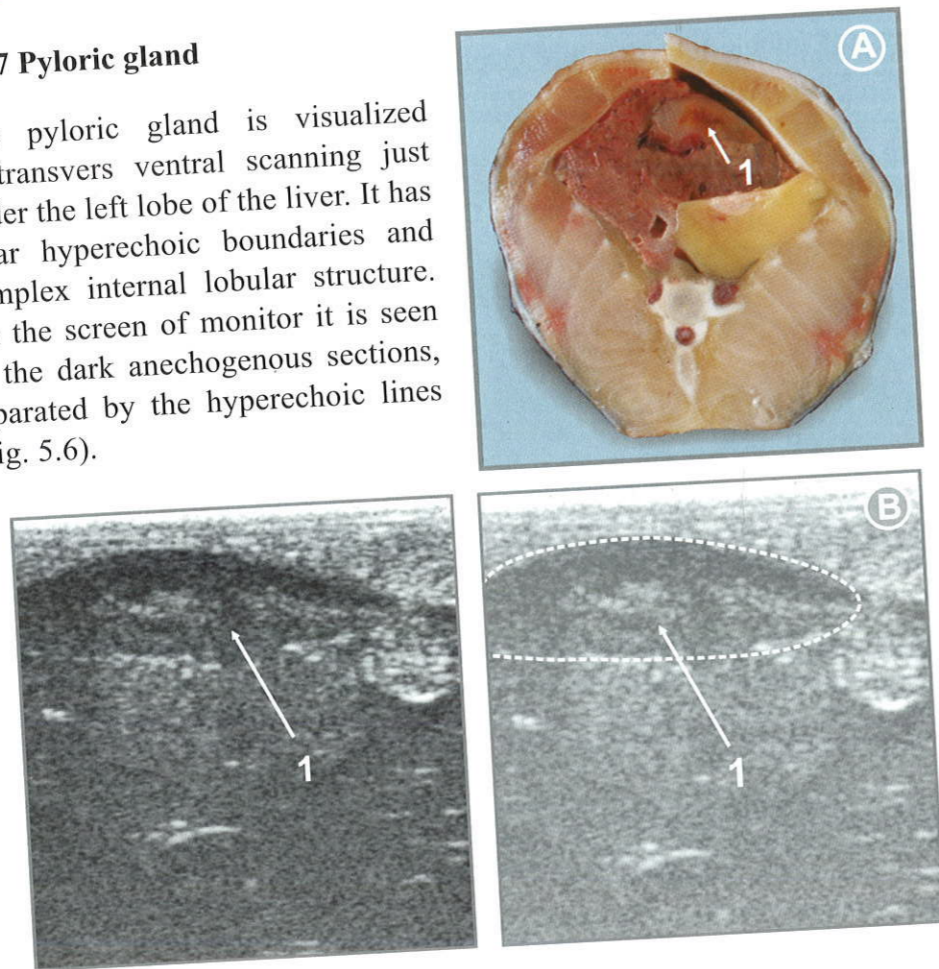 7 Pyloric gland
pyloric gland is visualized
transvers ventral scanning just
der the left lobe of the liver. It has
ar hyperechoic boundaries and
mplex internal lobular structure.
the screen of monitor it is seen
the dark anechogenous sections,
parated by the hyperechoic lines
ig. 5.6).
A
1
B
1
1